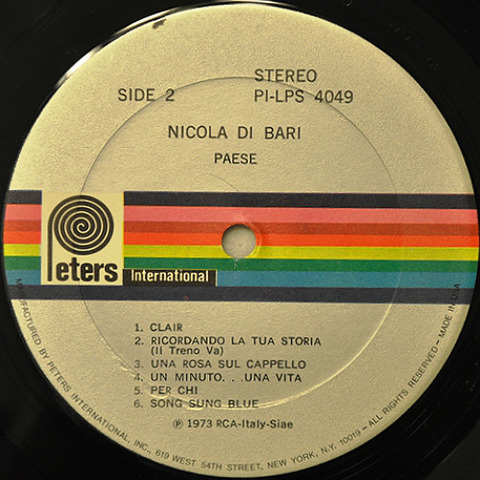 STEREO
SIDE 2 PI-LPS 4049
NICOLA DI BARI
PAESE
Peters International
1. CLAIR
2. RICORDANDO LA TUA STORIA
(Il Treno Va)
3. UNA ROSA SUL CAPPELLO
4. UN MINUTO. . .UNA VITA
5. PER CHI
6. SONG SUNG BLUE
℗ 1973 RCA-Italy-Siae
MANUFACTURED BY PETERS INTERNATIONAL, INC., 619 WEST 54TH STREET, NEW YORK, N.Y. 10019 – ALL RIGHTS RESERVED – MADE IN U.S.A.